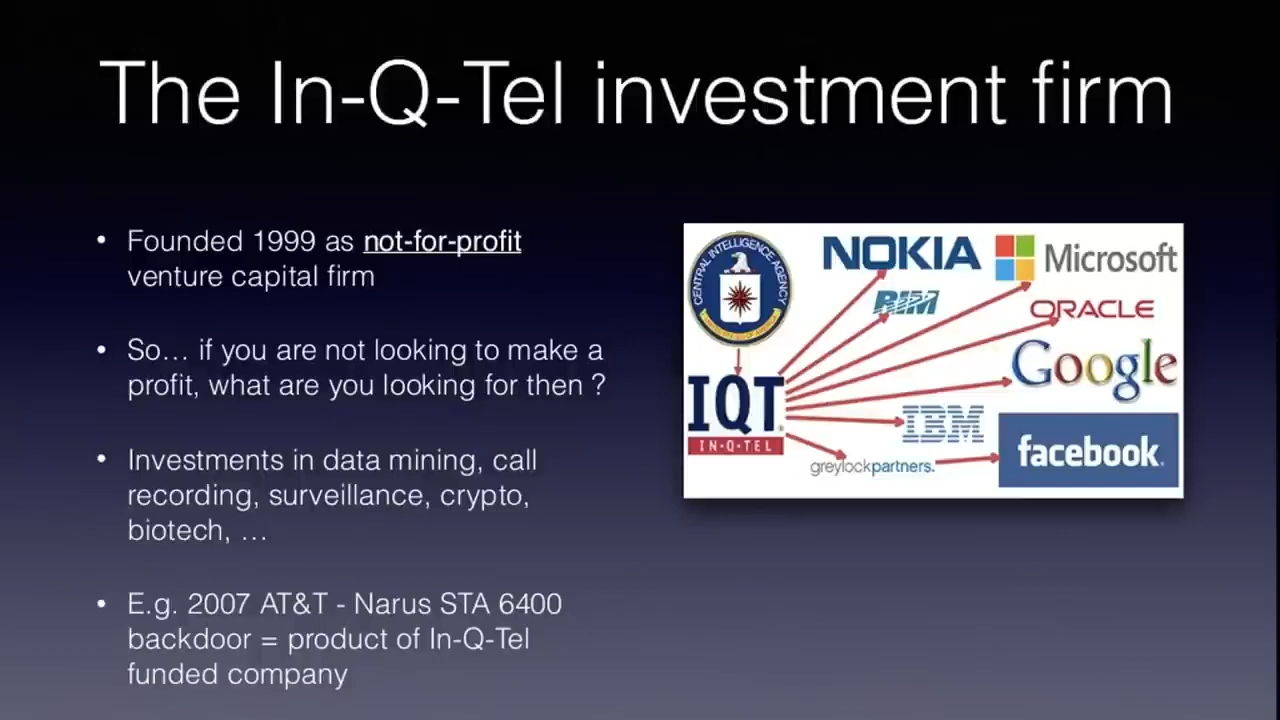 The In-Q-Tel investment firm
• Founded 1999 as not-for-profit
venture capital firm
• So... if you are not looking to make a
profit, what are you looking for then ?
• Investments in data mining, call
recording, surveillance, crypto,
biotech, ...
• E.g. 2007 AT&T - Narus STA 6400
backdoor = product of In-Q-Tel
funded company
CENTRAL INTELLIGENCE AGENCY
NOKIA
Microsoft
RIM
ORACLE
Google
IQT
IN·Q·TEL
IBM
facebook.
greylockpartners.